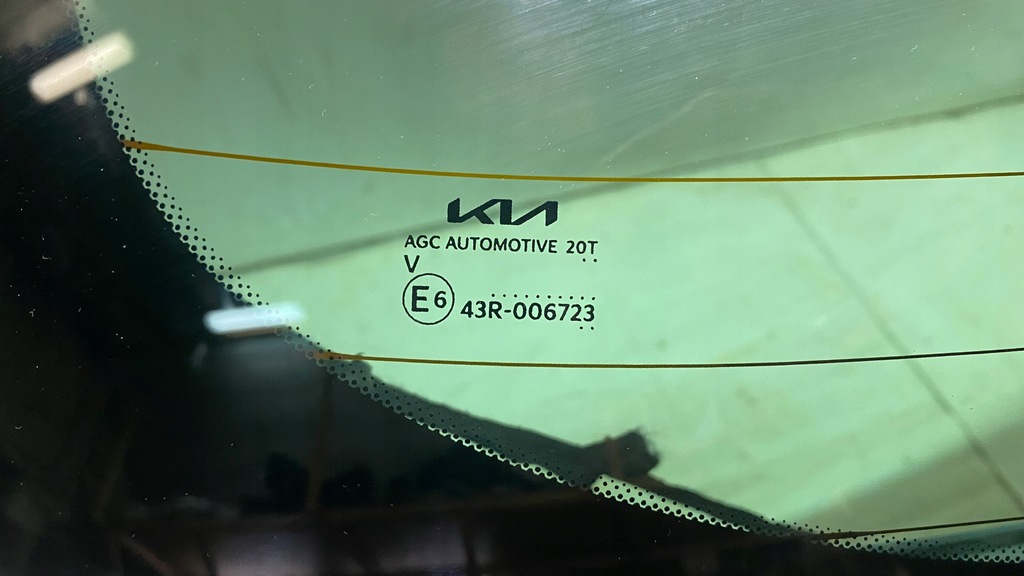 KIA
AGC AUTOMOTIVE 20T
V
E6 43R-006723